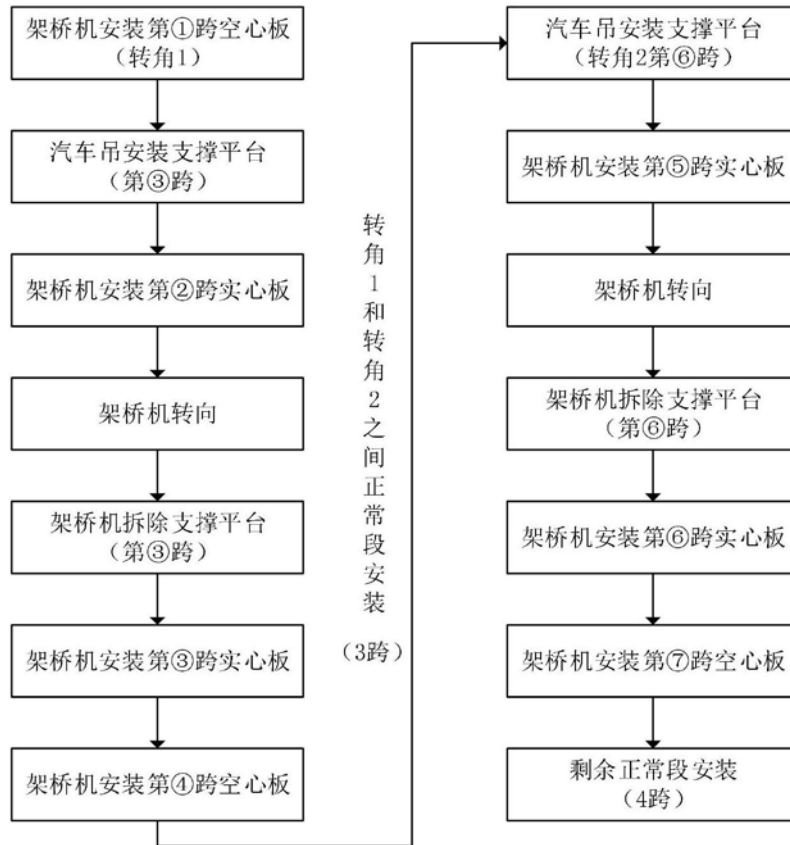 架桥机安装第①跨空心板
（转角1）
汽车吊安装支撑平台
（第③跨）
架桥机安装第②跨实心板
架桥机转向
架桥机拆除支撑平台
（第③跨）
架桥机安装第③跨实心板
架桥机安装第④跨空心板
转角1和转角2之间正常段安装
（3跨）
汽车吊安装支撑平台
（转角2第⑥跨）
架桥机安装第⑤跨实心板
架桥机转向
架桥机拆除支撑平台
（第⑥跨）
架桥机安装第⑥跨实心板
架桥机安装第⑦跨空心板
剩余正常段安装
（4跨）